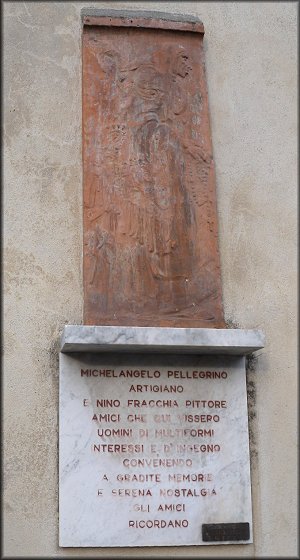 MICHELANGELO PELLEGRINO
ARTIGIANO
E NINO FRACCHIA PITTORE
AMICI CHE QUI VISSERO
UOMINI DI MULTIFORMI
INTERESSI E D'INGEGNO
CONVENENDO
A GRADITE MEMORIE
E SERENA NOSTALGIA
GLI AMICI
RICORDANO